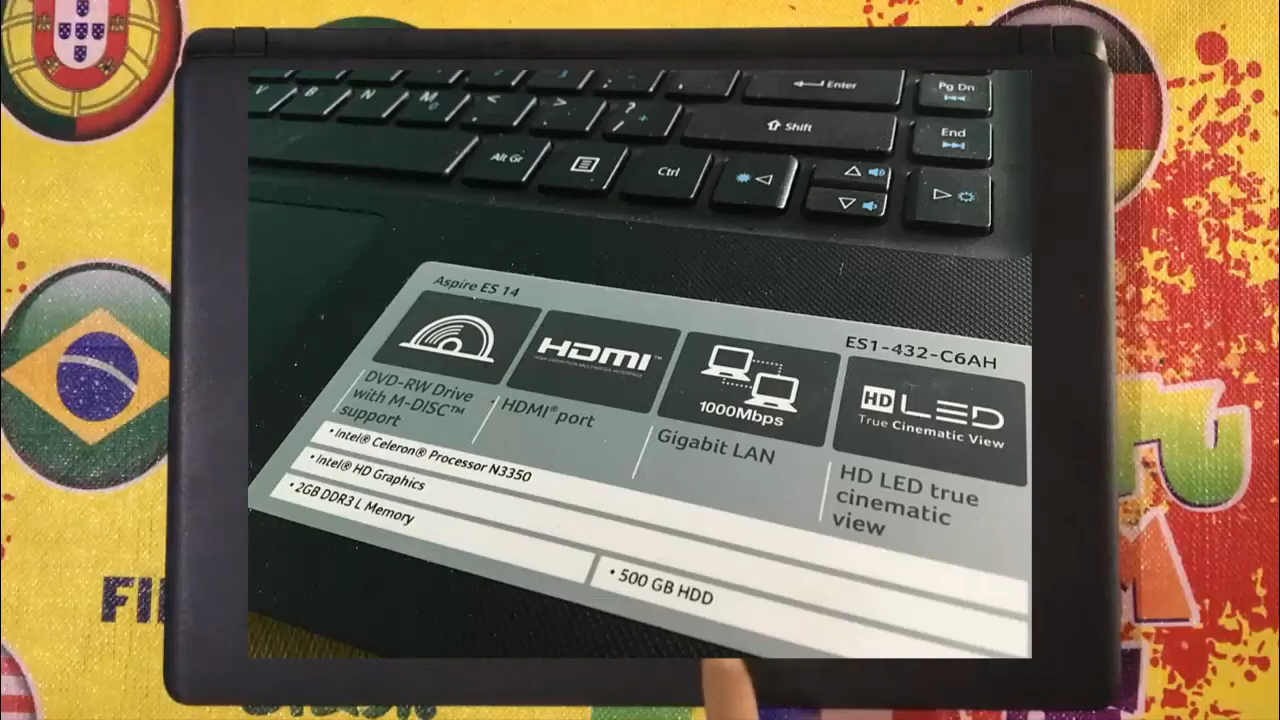 Enter
Pg Dn
V B N M < > ?
Shift
End
Alt Gr
Ctrl
Aspire ES 14
ES1-432-C6AH
HDMI™
HD LED
True Cinematic View
1000Mbps
DVD-RW Drive
with M-DISC™
support
HDMI® port
Gigabit LAN
HD LED true
cinematic
view
• Intel® Celeron® Processor N3350
• Intel® HD Graphics
• 2GB DDR3 L Memory
• 500 GB HDD